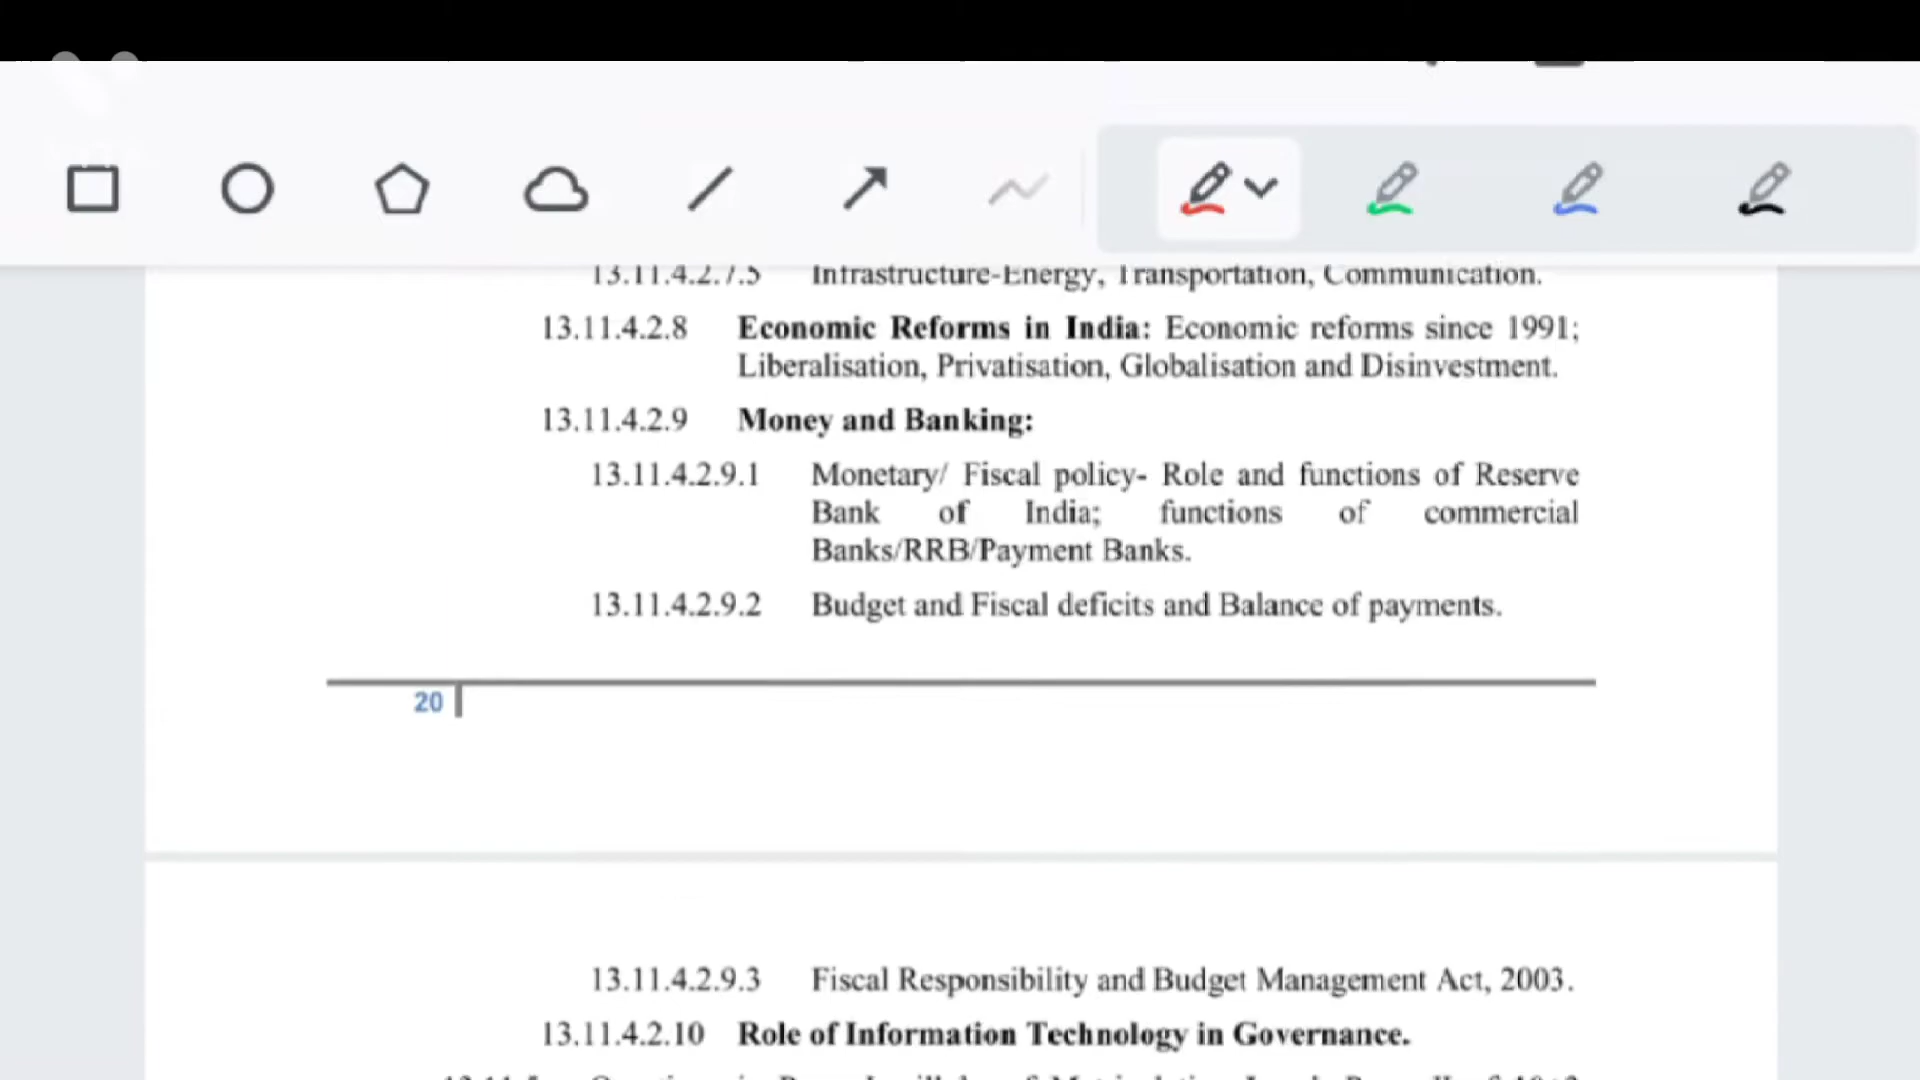 13.11.4.2.7.5 Infrastructure-Energy, Transportation, Communication.
13.11.4.2.8 Economic Reforms in India: Economic reforms since 1991;
Liberalisation, Privatisation, Globalisation and Disinvestment.
13.11.4.2.9 Money and Banking:
13.11.4.2.9.1 Monetary/ Fiscal policy- Role and functions of Reserve
Bank of India; functions of commercial
Banks/RRB/Payment Banks.
13.11.4.2.9.2 Budget and Fiscal deficits and Balance of payments.
20
13.11.4.2.9.3 Fiscal Responsibility and Budget Management Act, 2003.
13.11.4.2.10 Role of Information Technology in Governance.